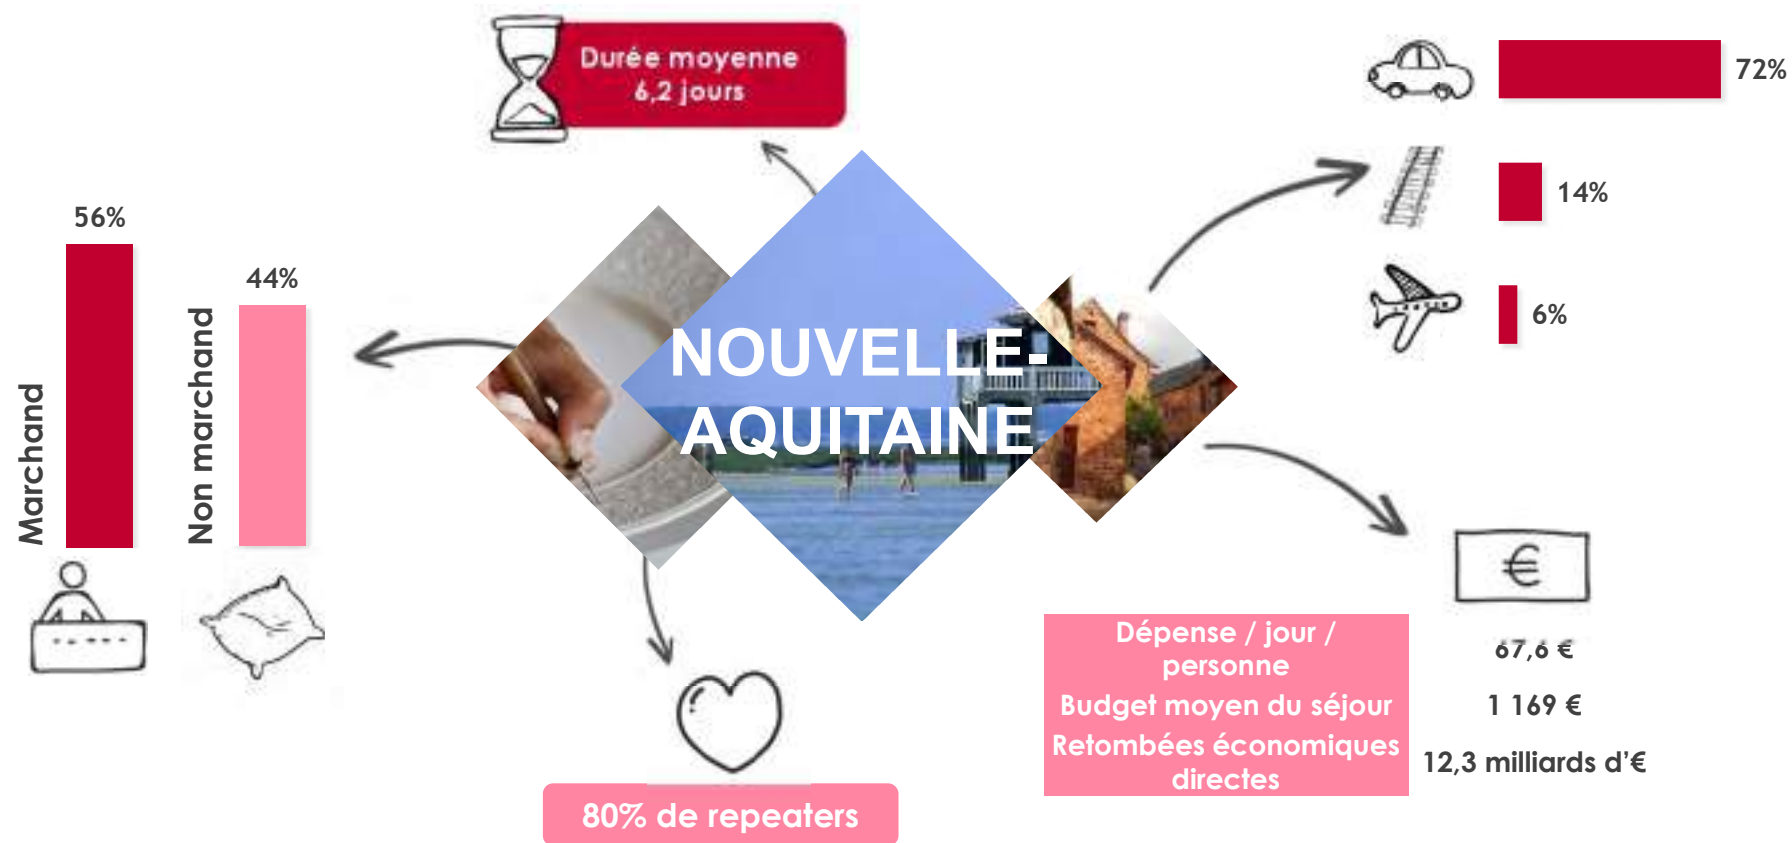 Durée moyenne
6,2 jours
72%
14%
6%
56%
44%
Marchand
Non marchand
NOUVELLE-
AQUITAINE
Dépense / jour /
personne
67,6 €
Budget moyen du séjour
1 169 €
Retombées économiques
directes
12,3 milliards d'€
80% de repeaters